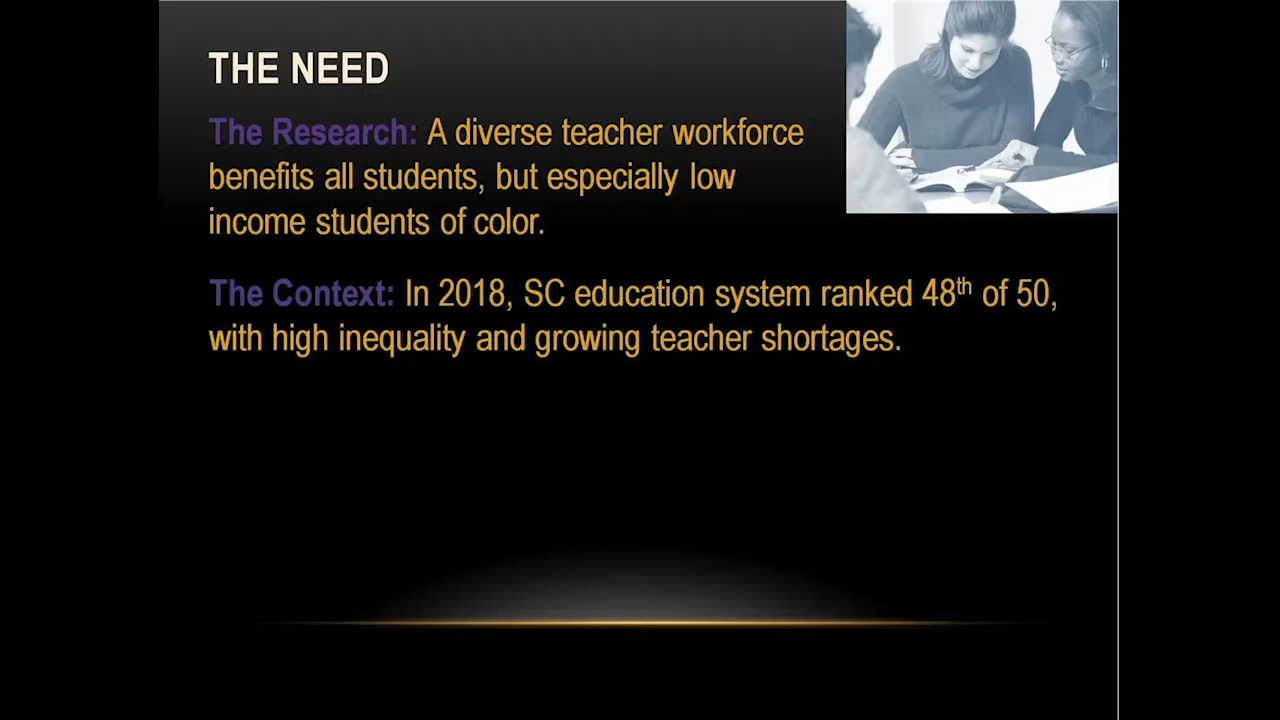 THE NEED
The Research: A diverse teacher workforce
benefits all students, but especially low
income students of color.
The Context: In 2018, SC education system ranked 48th of 50,
with high inequality and growing teacher shortages.